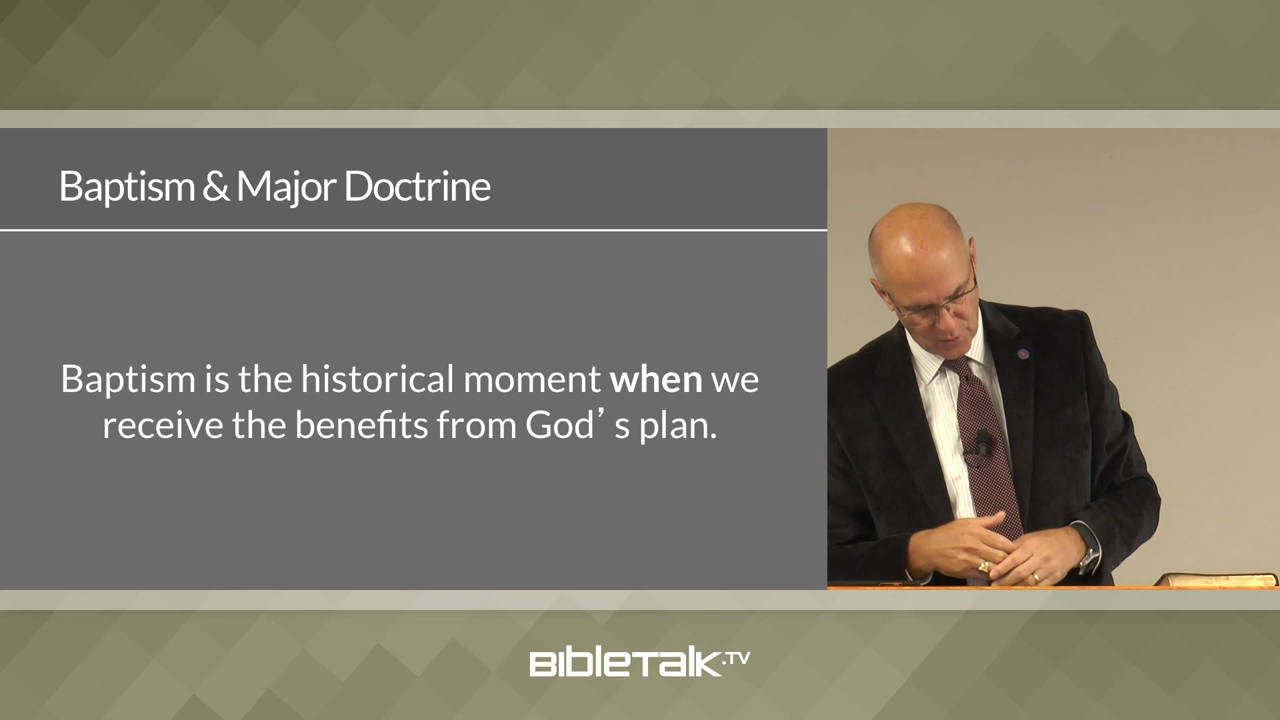 Baptism & Major Doctrine
Baptism is the historical moment when we
receive the benefits from God’ s plan.
BIBLETALK.TV